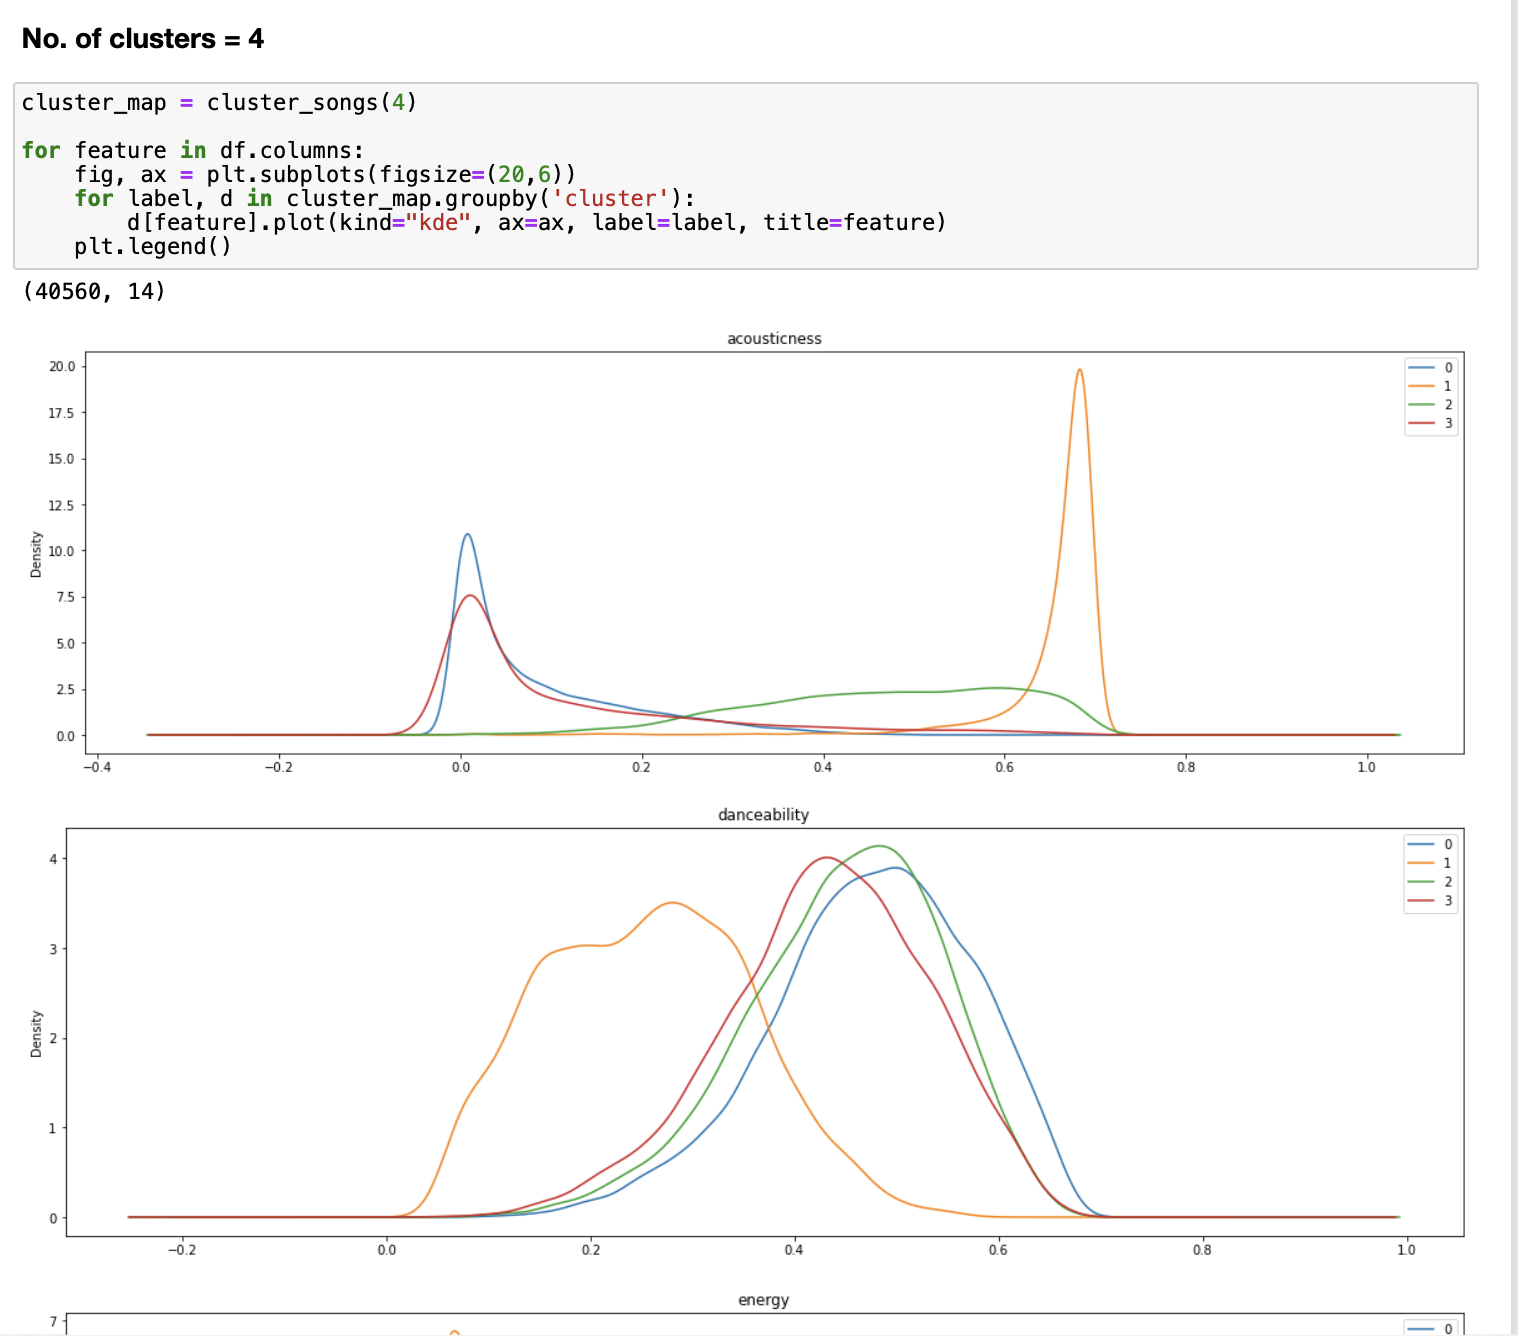 No. of clusters = 4
cluster_map = cluster_songs(4)
for feature in df.columns:
    fig, ax = plt.subplots(figsize=(20,6))
    for label, d in cluster_map.groupby('cluster'):
        d[feature].plot(kind="kde", ax=ax, label=label, title=feature)
    plt.legend()
(40560, 14)
acousticness
20.0
17.5
15.0
12.5
10.0
7.5
5.0
2.5
0.0
Density
0
1
2
3
−0.4 −0.2 0.0 0.2 0.4 0.6 0.8 1.0
danceability
4
3
2
1
0
Density
0
1
2
3
−0.2 0.0 0.2 0.4 0.6 0.8 1.0
energy
7
0